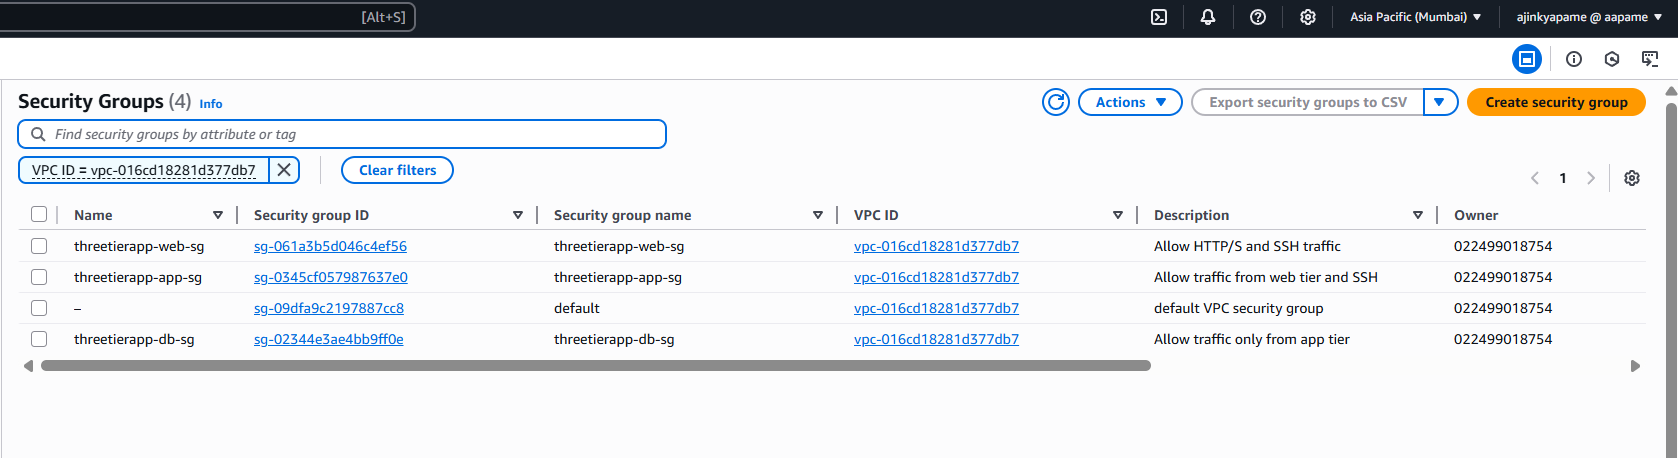 [Alt+S] Asia Pacific (Mumbai) ajinkyapame @ aapame
Security Groups (4) Info Actions Export security groups to CSV Create security group
Find security groups by attribute or tag
VPC ID = vpc-016cd18281d377db7 Clear filters 1
Name Security group ID Security group name VPC ID Description Owner
threetierapp-web-sg sg-061a3b5d046c4ef56 threetierapp-web-sg vpc-016cd18281d377db7 Allow HTTP/S and SSH traffic 022499018754
threetierapp-app-sg sg-0345cf057987637e0 threetierapp-app-sg vpc-016cd18281d377db7 Allow traffic from web tier and SSH 022499018754
– sg-09dfa9c2197887cc8 default vpc-016cd18281d377db7 default VPC security group 022499018754
threetierapp-db-sg sg-02344e3ae4bb9ff0e threetierapp-db-sg vpc-016cd18281d377db7 Allow traffic only from app tier 022499018754